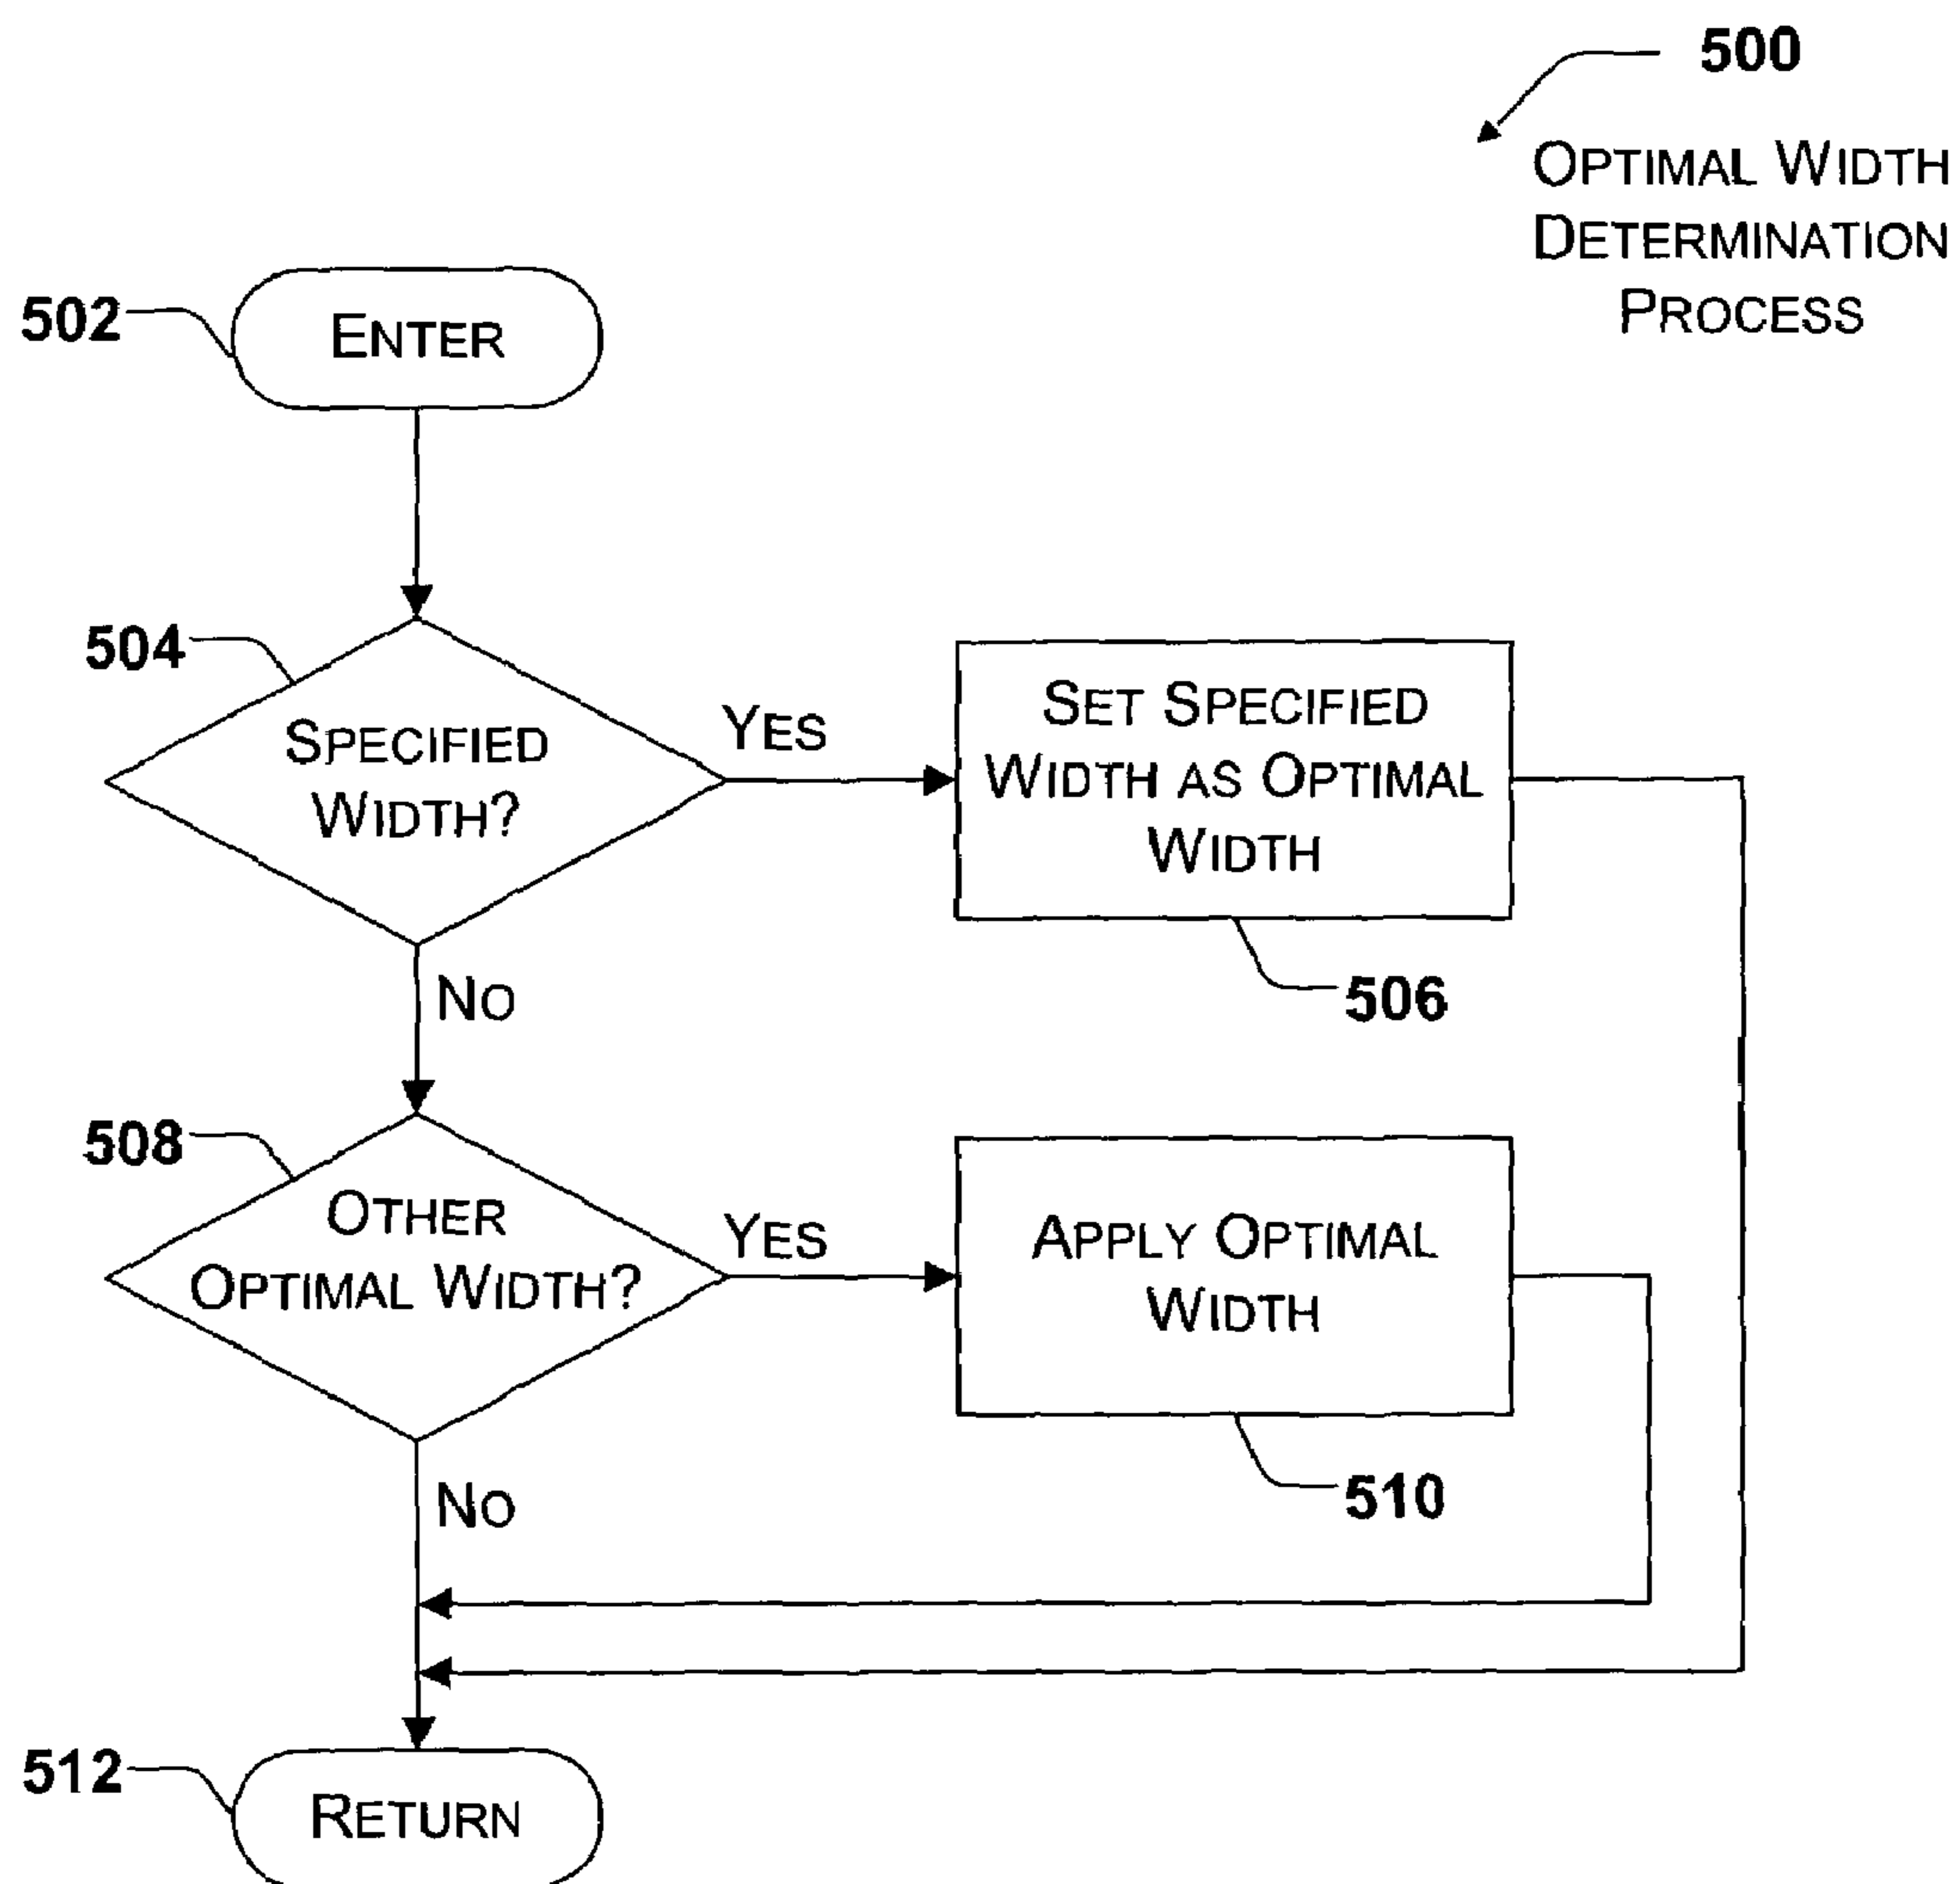 500
OPTIMAL WIDTH
DETERMINATION
PROCESS
502
ENTER
504
SPECIFIED
WIDTH?
YES
SET SPECIFIED
WIDTH AS OPTIMAL
WIDTH
506
NO
508
OTHER
OPTIMAL WIDTH?
YES
APPLY OPTIMAL
WIDTH
510
NO
512
RETURN